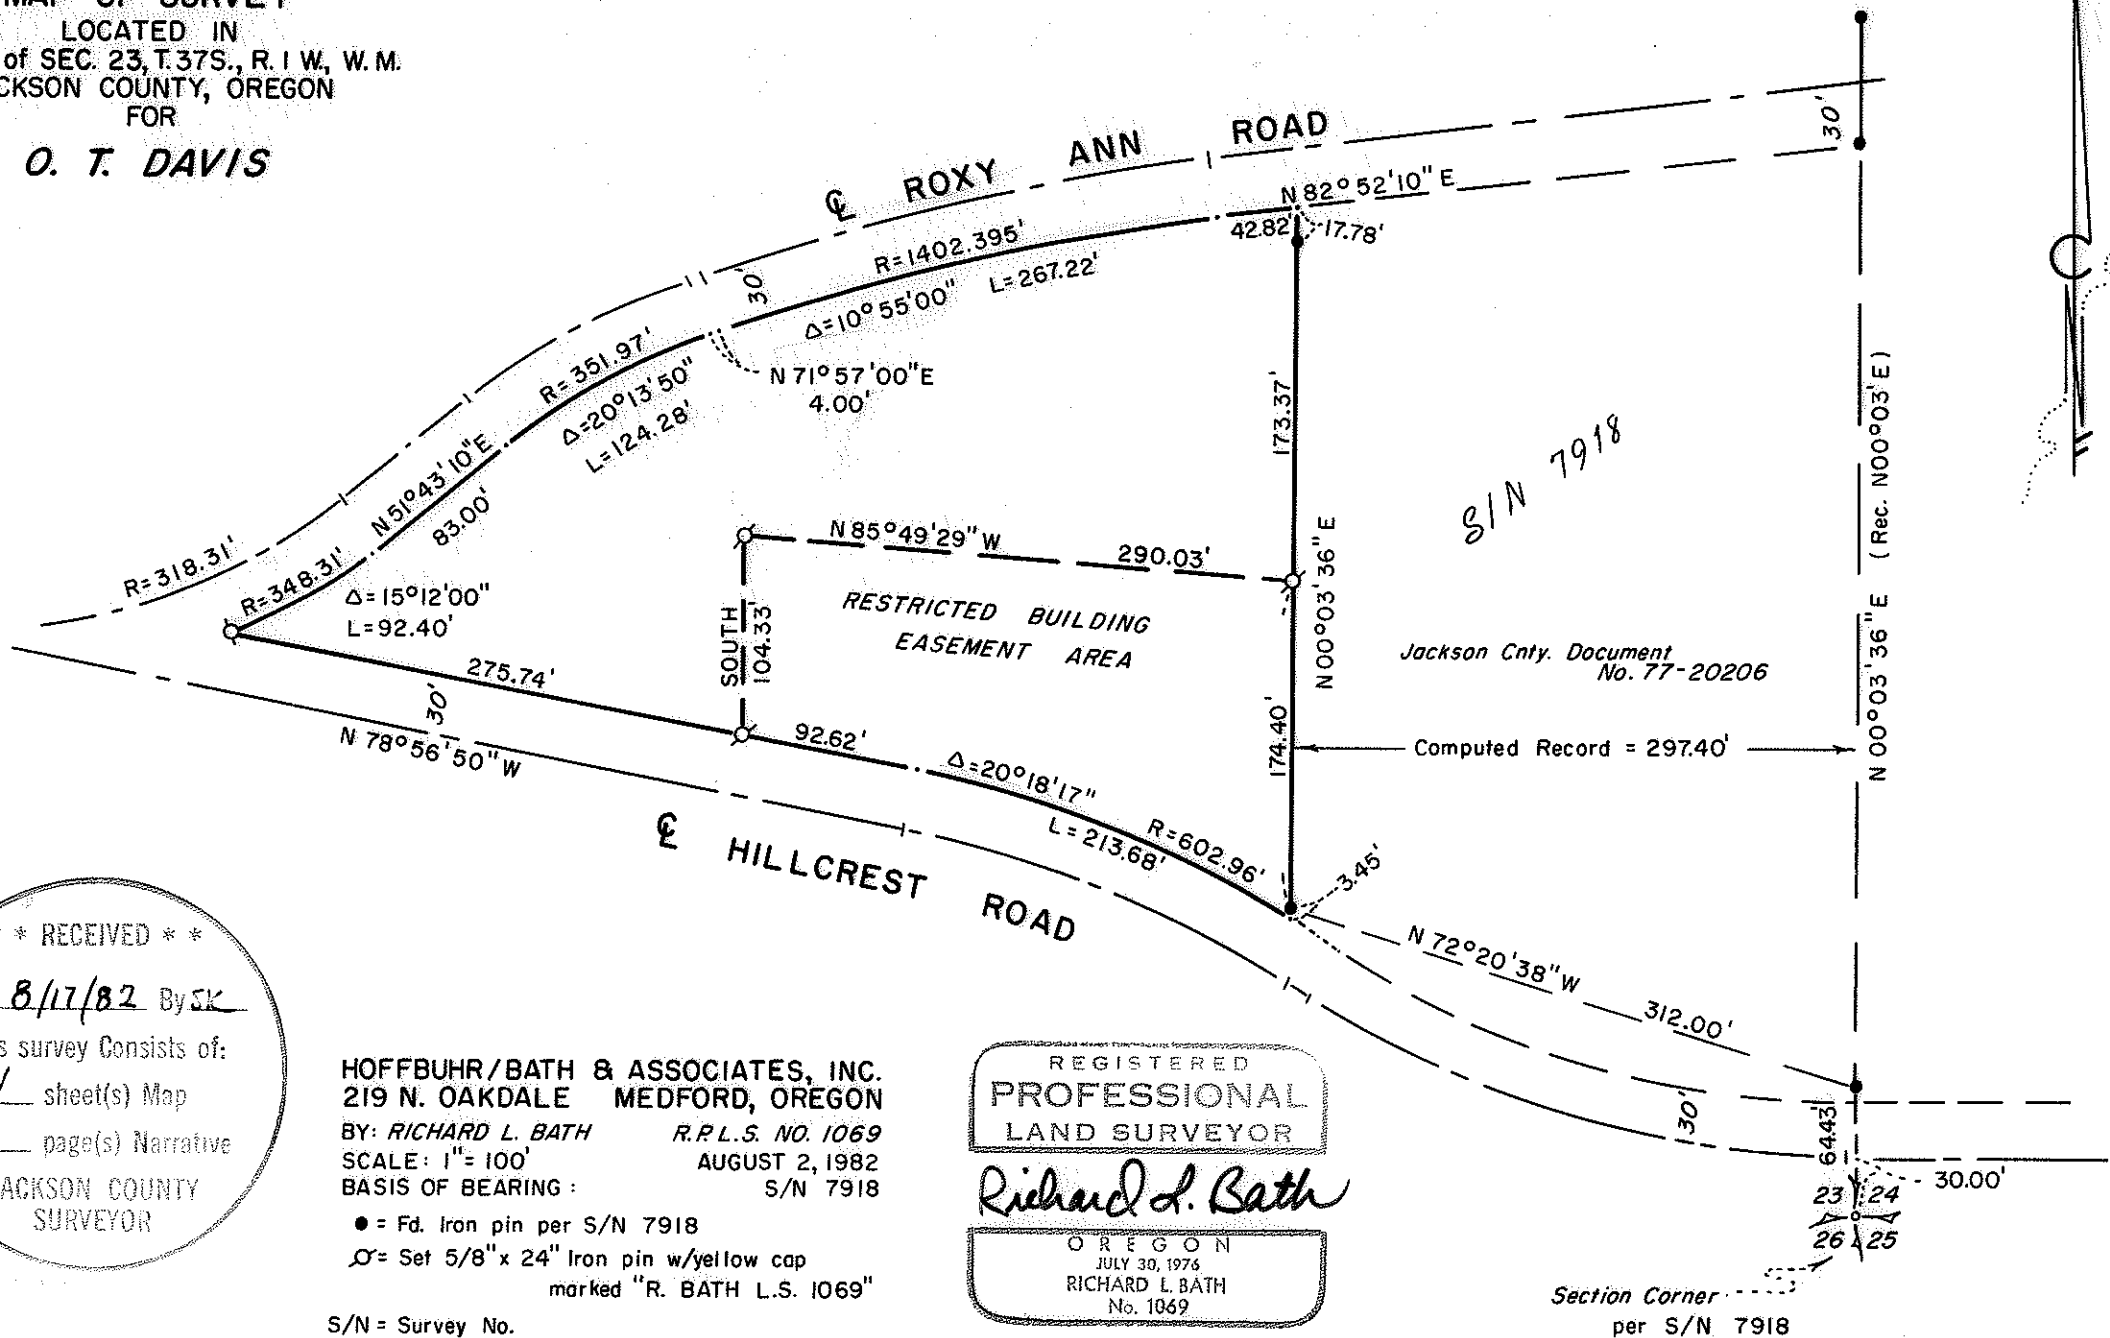 MAP OF SURVEY
LOCATED IN
of SEC. 23, T.37S., R. 1 W., W.M.
CKSON COUNTY, OREGON
FOR
O. T. DAVIS
℄ ROXY ANN ROAD
30'
N 82°52'10" E
42.82'
17.78'
R=1402.395'
Δ=10°55'00"
L=267.22'
30'
N 71°57'00"E
4.00'
R=351.97'
Δ=20°13'50"
L=124.28'
N 51°43'10"E
83.00'
R=318.31'
R=348.31'
Δ=15°12'00"
L=92.40'
173.37'
S/N 7918
N 00°03'36" E (Rec. N00°03'E)
N 85°49'29" W
290.03'
RESTRICTED BUILDING
EASEMENT AREA
SOUTH
104.33'
N 00°03'36" E
Jackson Cnty. Document
No. 77-20206
275.74'
30'
N 78°56'50" W
92.62'
174.40'
Computed Record = 297.40'
Δ=20°18'17"
L=213.68'
R=602.96'
3.45'
℄ HILLCREST ROAD
N 72°20'38" W
312.00'
30'
64.43'
30.00'
23 24
26 25
Section Corner
per S/N 7918
* RECEIVED * *
8/17/82 By SK
s survey Consists of:
1 sheet(s) Map
page(s) Narrative
ACKSON COUNTY
SURVEYOR
HOFFBUHR/BATH & ASSOCIATES, INC.
219 N. OAKDALE MEDFORD, OREGON
BY: RICHARD L. BATH R.P.L.S. NO. 1069
SCALE: 1"= 100' AUGUST 2, 1982
BASIS OF BEARING: S/N 7918
● = Fd. Iron pin per S/N 7918
= Set 5/8" x 24" Iron pin w/yellow cap
marked "R. BATH L.S. 1069"
S/N = Survey No.
REGISTERED
PROFESSIONAL
LAND SURVEYOR
Richard L. Bath
OREGON
JULY 30, 1976
RICHARD L. BATH
No. 1069